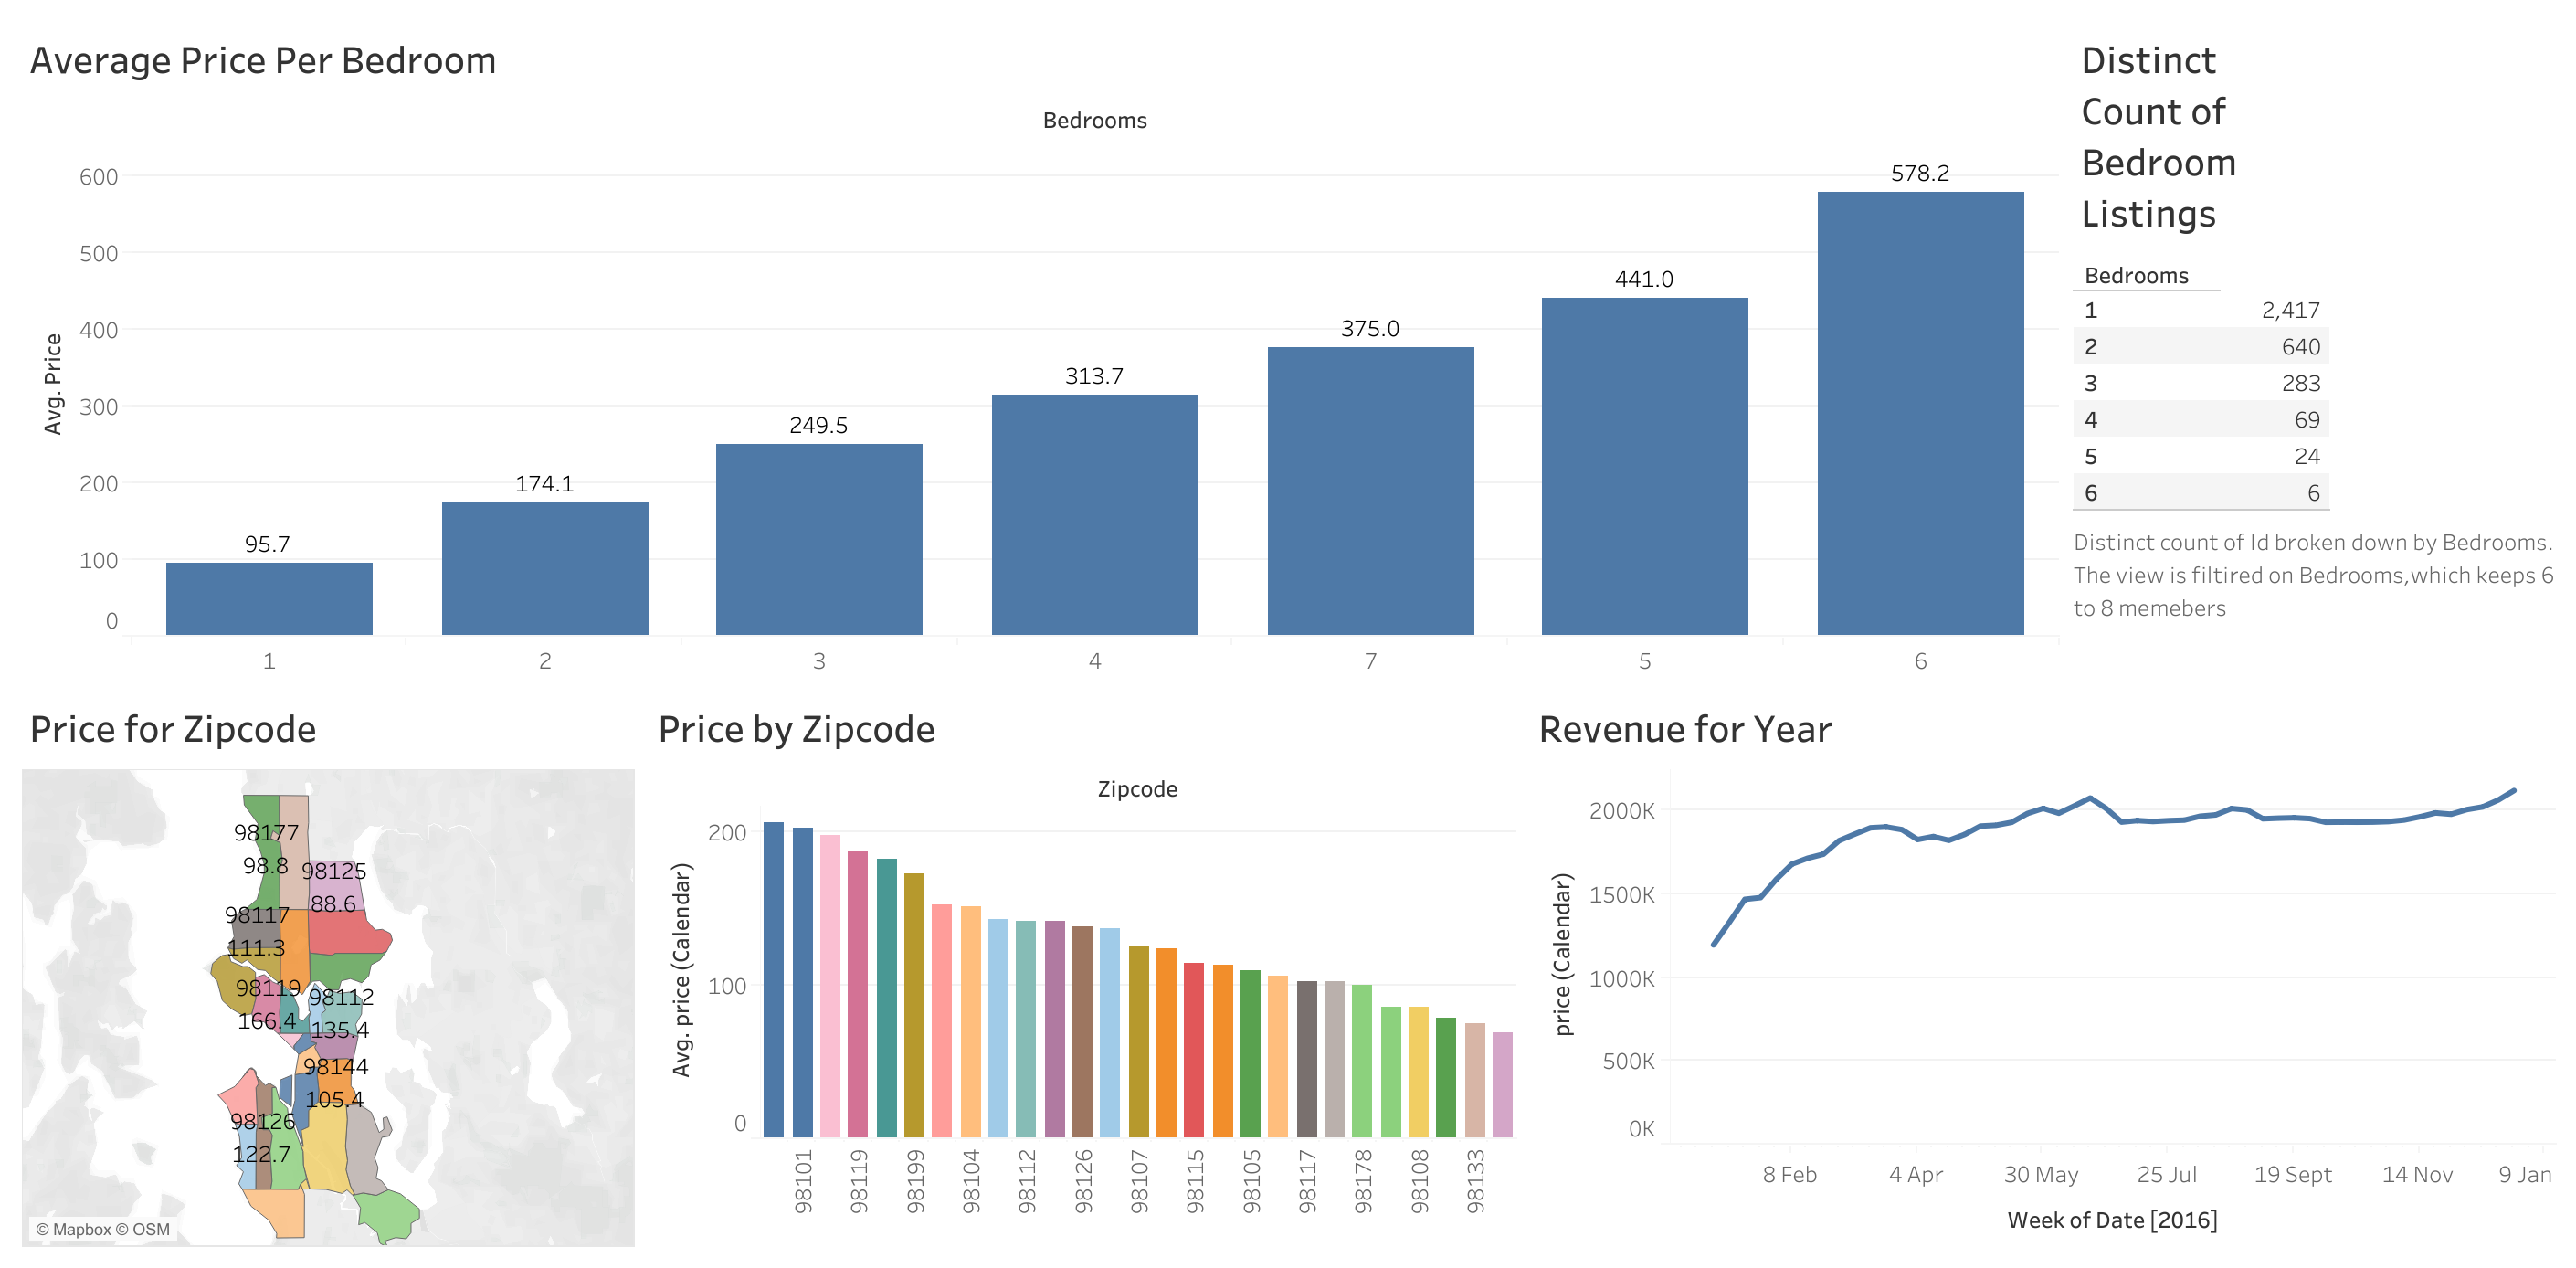 Average Price Per Bedroom
Bedrooms
Avg. Price
600
500
400
300
200
100
0
95.7
174.1
249.5
313.7
375.0
441.0
578.2
1
2
3
4
7
5
6
Distinct
Count of
Bedroom
Listings
Bedrooms
1 2,417
2 640
3 283
4 69
5 24
6 6
Distinct count of Id broken down by Bedrooms.
The view is filtired on Bedrooms,which keeps 6
to 8 memebers
Price for Zipcode
98177
98.8
98125
88.6
98117
111.3
98119
166.4
98112
135.4
98144
105.4
98126
122.7
© Mapbox © OSM
Price by Zipcode
Zipcode
Avg. price (Calendar)
200
100
0
98101
98119
98199
98104
98112
98126
98107
98115
98105
98117
98178
98108
98133
Revenue for Year
price (Calendar)
2000K
1500K
1000K
500K
0K
8 Feb
4 Apr
30 May
25 Jul
19 Sept
14 Nov
9 Jan
Week of Date [2016]